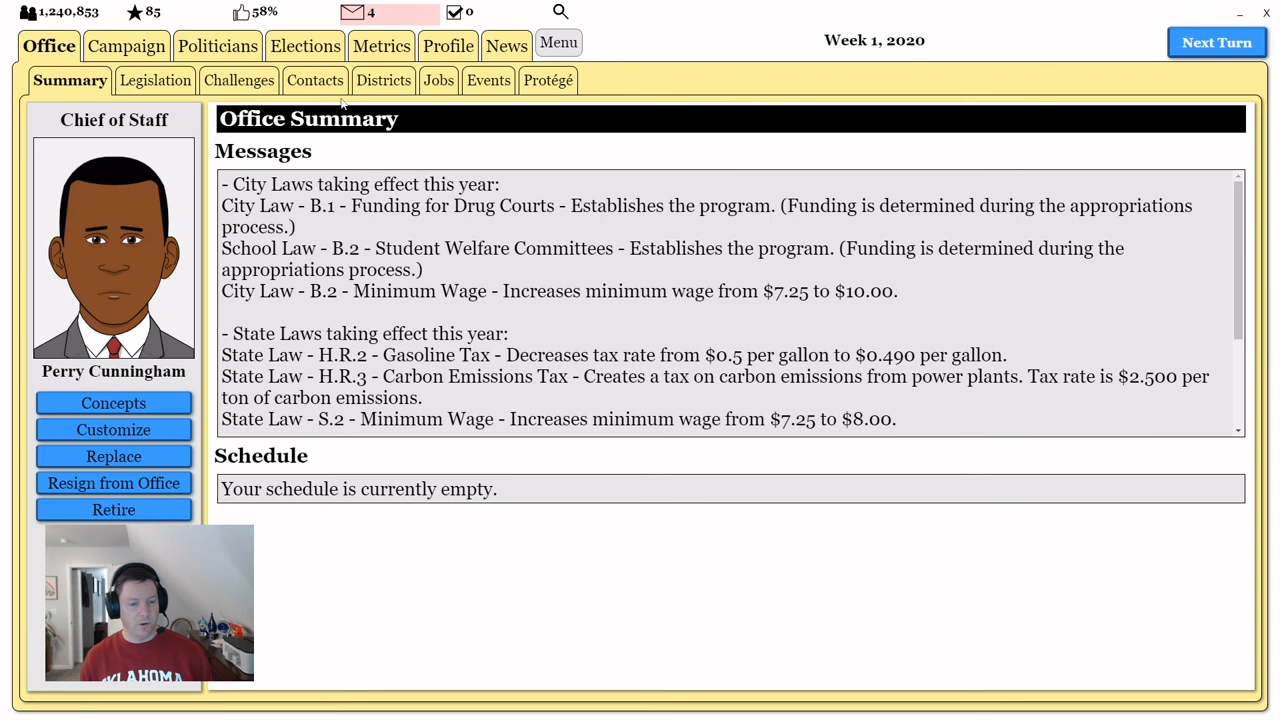 1,240,853 85 58% 4 0
Office Campaign Politicians Elections Metrics Profile News Menu Week 1, 2020 Next Turn
_ X
Summary Legislation Challenges Contacts Districts Jobs Events Protégé
Chief of Staff
Perry Cunningham
Concepts
Customize
Replace
Resign from Office
Retire
Office Summary
Messages
- City Laws taking effect this year:
City Law - B.1 - Funding for Drug Courts - Establishes the program. (Funding is determined during the appropriations
process.)
School Law - B.2 - Student Welfare Committees - Establishes the program. (Funding is determined during the
appropriations process.)
City Law - B.2 - Minimum Wage - Increases minimum wage from $7.25 to $10.00.
- State Laws taking effect this year:
State Law - H.R.2 - Gasoline Tax - Decreases tax rate from $0.5 per gallon to $0.490 per gallon.
State Law - H.R.3 - Carbon Emissions Tax - Creates a tax on carbon emissions from power plants. Tax rate is $2.500 per
ton of carbon emissions.
State Law - S.2 - Minimum Wage - Increases minimum wage from $7.25 to $8.00.
Schedule
Your schedule is currently empty.
OKLAHOMA